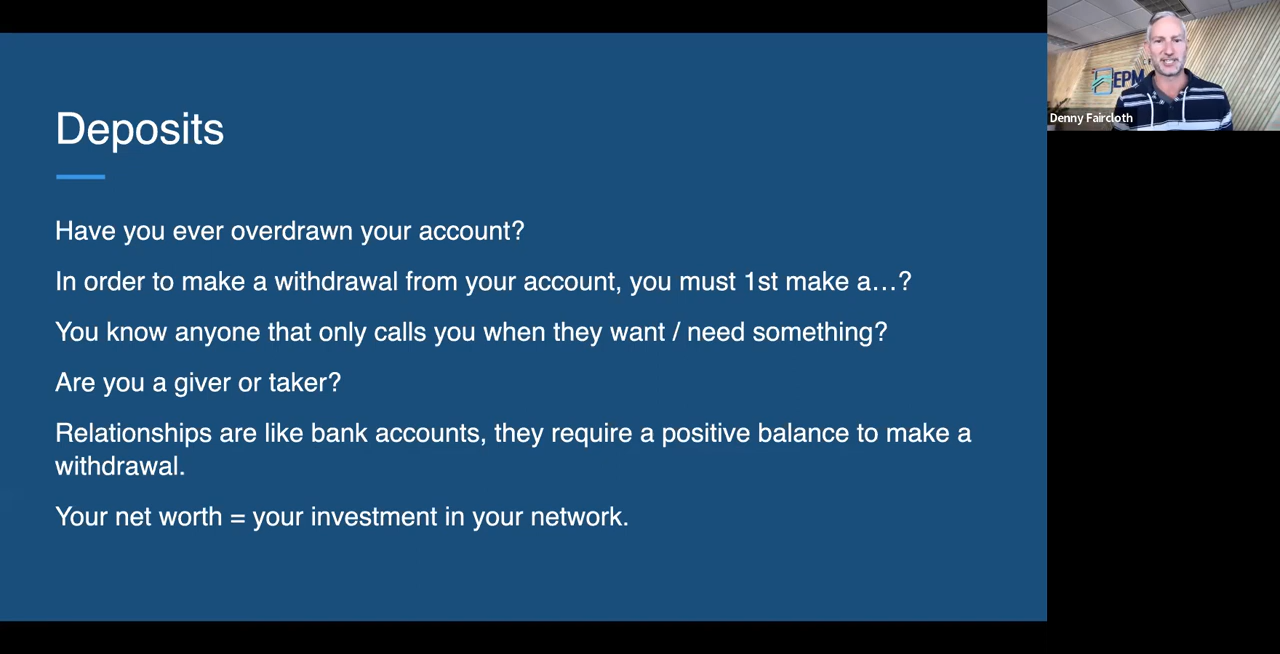 Deposits
Have you ever overdrawn your account?
In order to make a withdrawal from your account, you must 1st make a…?
You know anyone that only calls you when they want / need something?
Are you a giver or taker?
Relationships are like bank accounts, they require a positive balance to make a
withdrawal.
Your net worth = your investment in your network.
EPM
Denny Faircloth